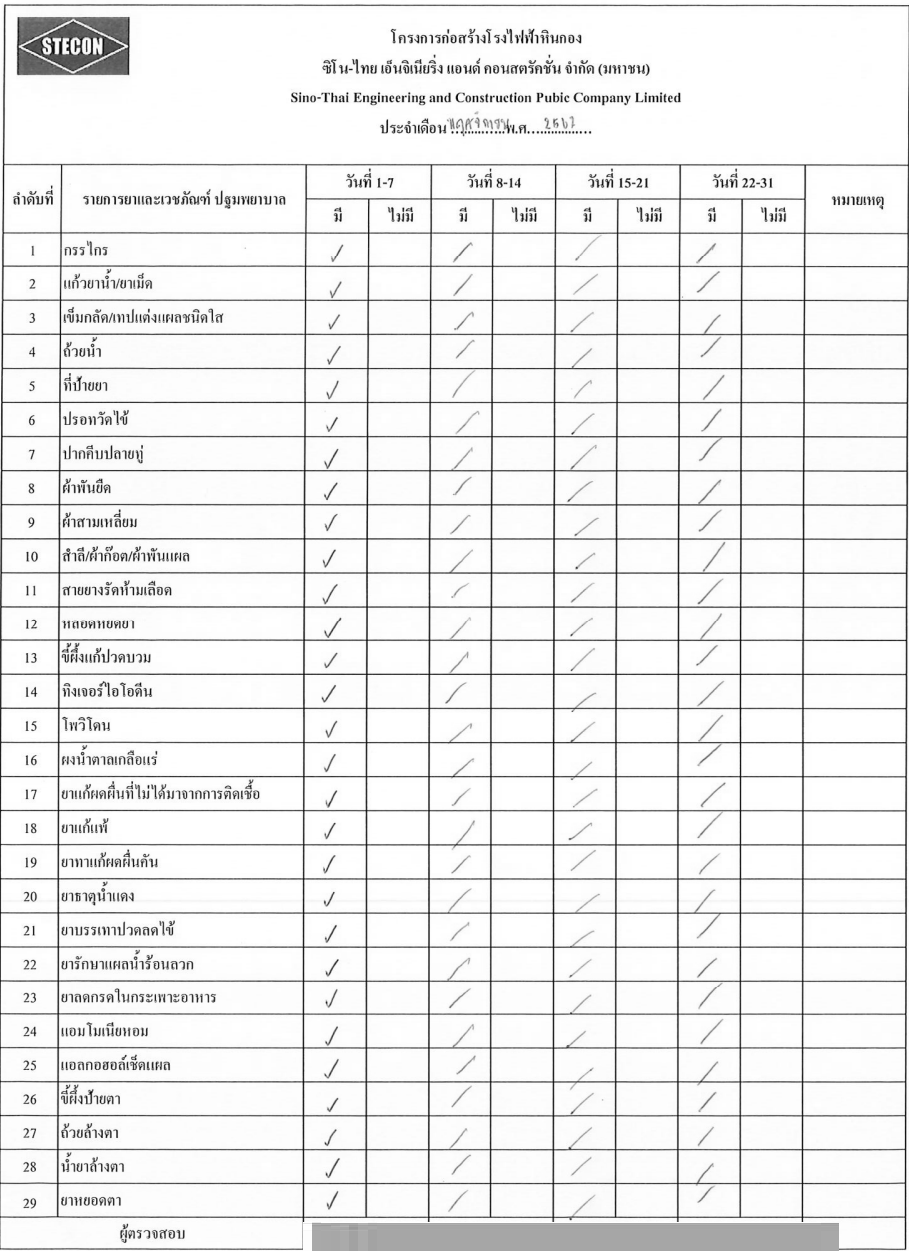 STECON
โครงการก่อสร้างโรงไฟฟ้าหินกอง
ซิโน-ไทย เอ็นจิเนียริ่ง แอนด์ คอนสตรัคชั่น จำกัด (มหาชน)
Sino-Thai Engineering and Construction Pubic Company Limited
ประจำเดือน พฤศจิกายน พ.ศ. 2567
ลำดับที่ รายการยาและเวชภัณฑ์ ปฐมพยาบาล วันที่ 1-7 วันที่ 8-14 วันที่ 15-21 วันที่ 22-31 หมายเหตุ
มี ไม่มี มี ไม่มี มี ไม่มี มี ไม่มี
1 กรรไกร ✓ / / /
2 แก้วยาน้ำ/ยาเม็ด ✓ / / /
3 เข็มกลัด/เทปแต่งแผลชนิดใส ✓ / / /
4 ถ้วยน้ำ ✓ / / /
5 ที่ป้ายยา ✓ / / /
6 ปรอทวัดไข้ ✓ / / /
7 ปากคีบปลายทู่ ✓ / / /
8 ผ้าพันยืด ✓ / / /
9 ผ้าสามเหลี่ยม ✓ / / /
10 สำลี/ผ้าก๊อต/ผ้าพันแผล ✓ / / /
11 สายยางรัดห้ามเลือด ✓ / / /
12 หลอดหยดยา ✓ / / /
13 ขี้ผึ้งแก้ปวดบวม ✓ / / /
14 ทิงเจอร์ไอโอดีน ✓ / / /
15 โพวิโดน ✓ / / /
16 ผงน้ำตาลเกลือแร่ ✓ / / /
17 ยาแก้ผดผื่นที่ไม่ได้มาจากการติดเชื้อ ✓ / / /
18 ยาแก้แพ้ ✓ / / /
19 ยาทาแก้ผดผื่นคัน ✓ / / /
20 ยาธาตุน้ำแดง ✓ / / /
21 ยาบรรเทาปวดลดไข้ ✓ / / /
22 ยารักษาแผลน้ำร้อนลวก ✓ / / /
23 ยาลดกรดในกระเพาะอาหาร ✓ / / /
24 แอมโมเนียหอม ✓ / / /
25 แอลกอฮอล์เช็ดแผล ✓ / / /
26 ขี้ผึ้งป้ายตา ✓ / / /
27 ถ้วยล้างตา ✓ / / /
28 น้ำยาล้างตา ✓ / / /
29 ยาหยอดตา ✓ / / /
ผู้ตรวจสอบ